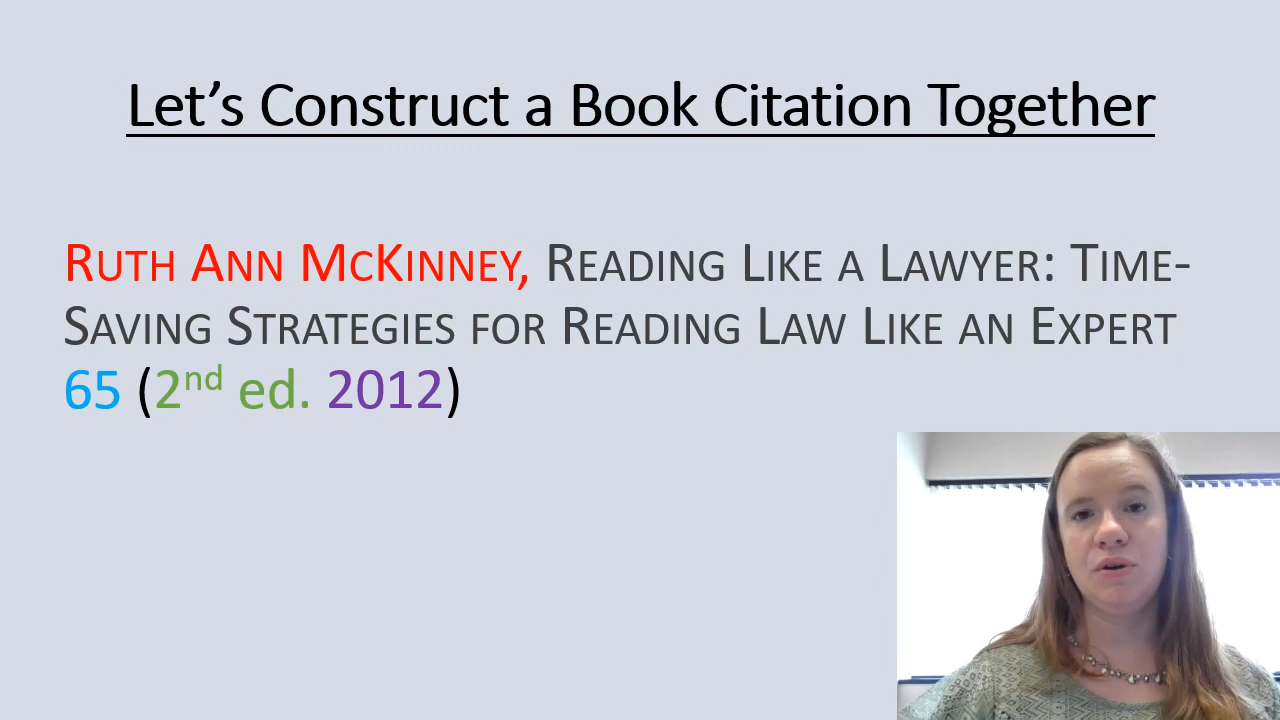 Let's Construct a Book Citation Together
Ruth Ann McKinney, Reading Like a Lawyer: Time-
Saving Strategies for Reading Law Like an Expert
65 (2nd ed. 2012)